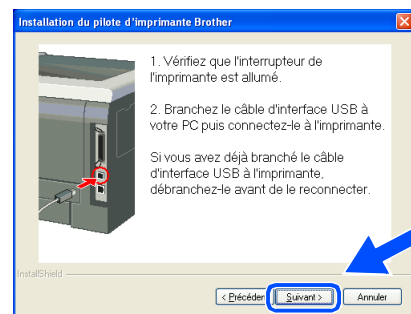 Installation du pilote d'imprimante Brother
1. Vérifiez que l'interrupteur de
l'imprimante est allumé.
2. Branchez le câble d'interface USB à
votre PC puis connectez-le à l'imprimante.
Si vous avez déjà branché le câble
d'interface USB à l'imprimante,
débranchez-le avant de le reconnecter.
InstallShield
< Précéden
Suivant >
Annuler